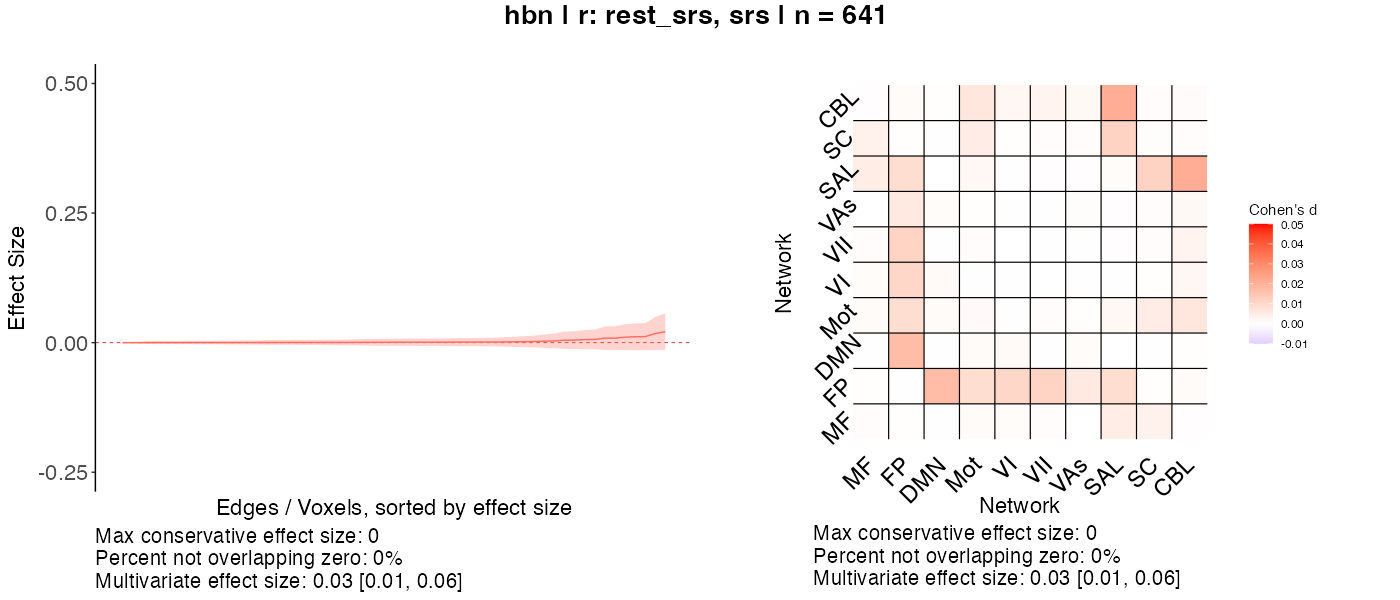 hbn | r: rest_srs, srs | n = 641
0.50
0.25
0.00
-0.25
Effect Size
Edges / Voxels, sorted by effect size
Max conservative effect size: 0
Percent not overlapping zero: 0%
Multivariate effect size: 0.03 [0.01, 0.06]
Network
CBL
SC
SAL
VAs
VII
VI
Mot
DMN
FP
MF
MF
FP
DMN
Mot
VI
VII
VAs
SAL
SC
CBL
Network
Max conservative effect size: 0
Percent not overlapping zero: 0%
Multivariate effect size: 0.03 [0.01, 0.06]
Cohen's d
0.05
0.04
0.03
0.02
0.01
0.00
-0.01